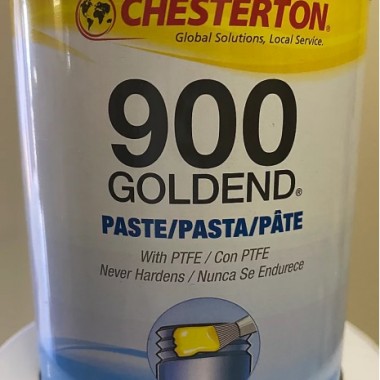 CHESTERTON®
Global Solutions, Local Service.
900
GOLDEND®
PASTE/PASTA/PÂTE
With PTFE / Con PTFE
Never Hardens / Nunca Se Endurece